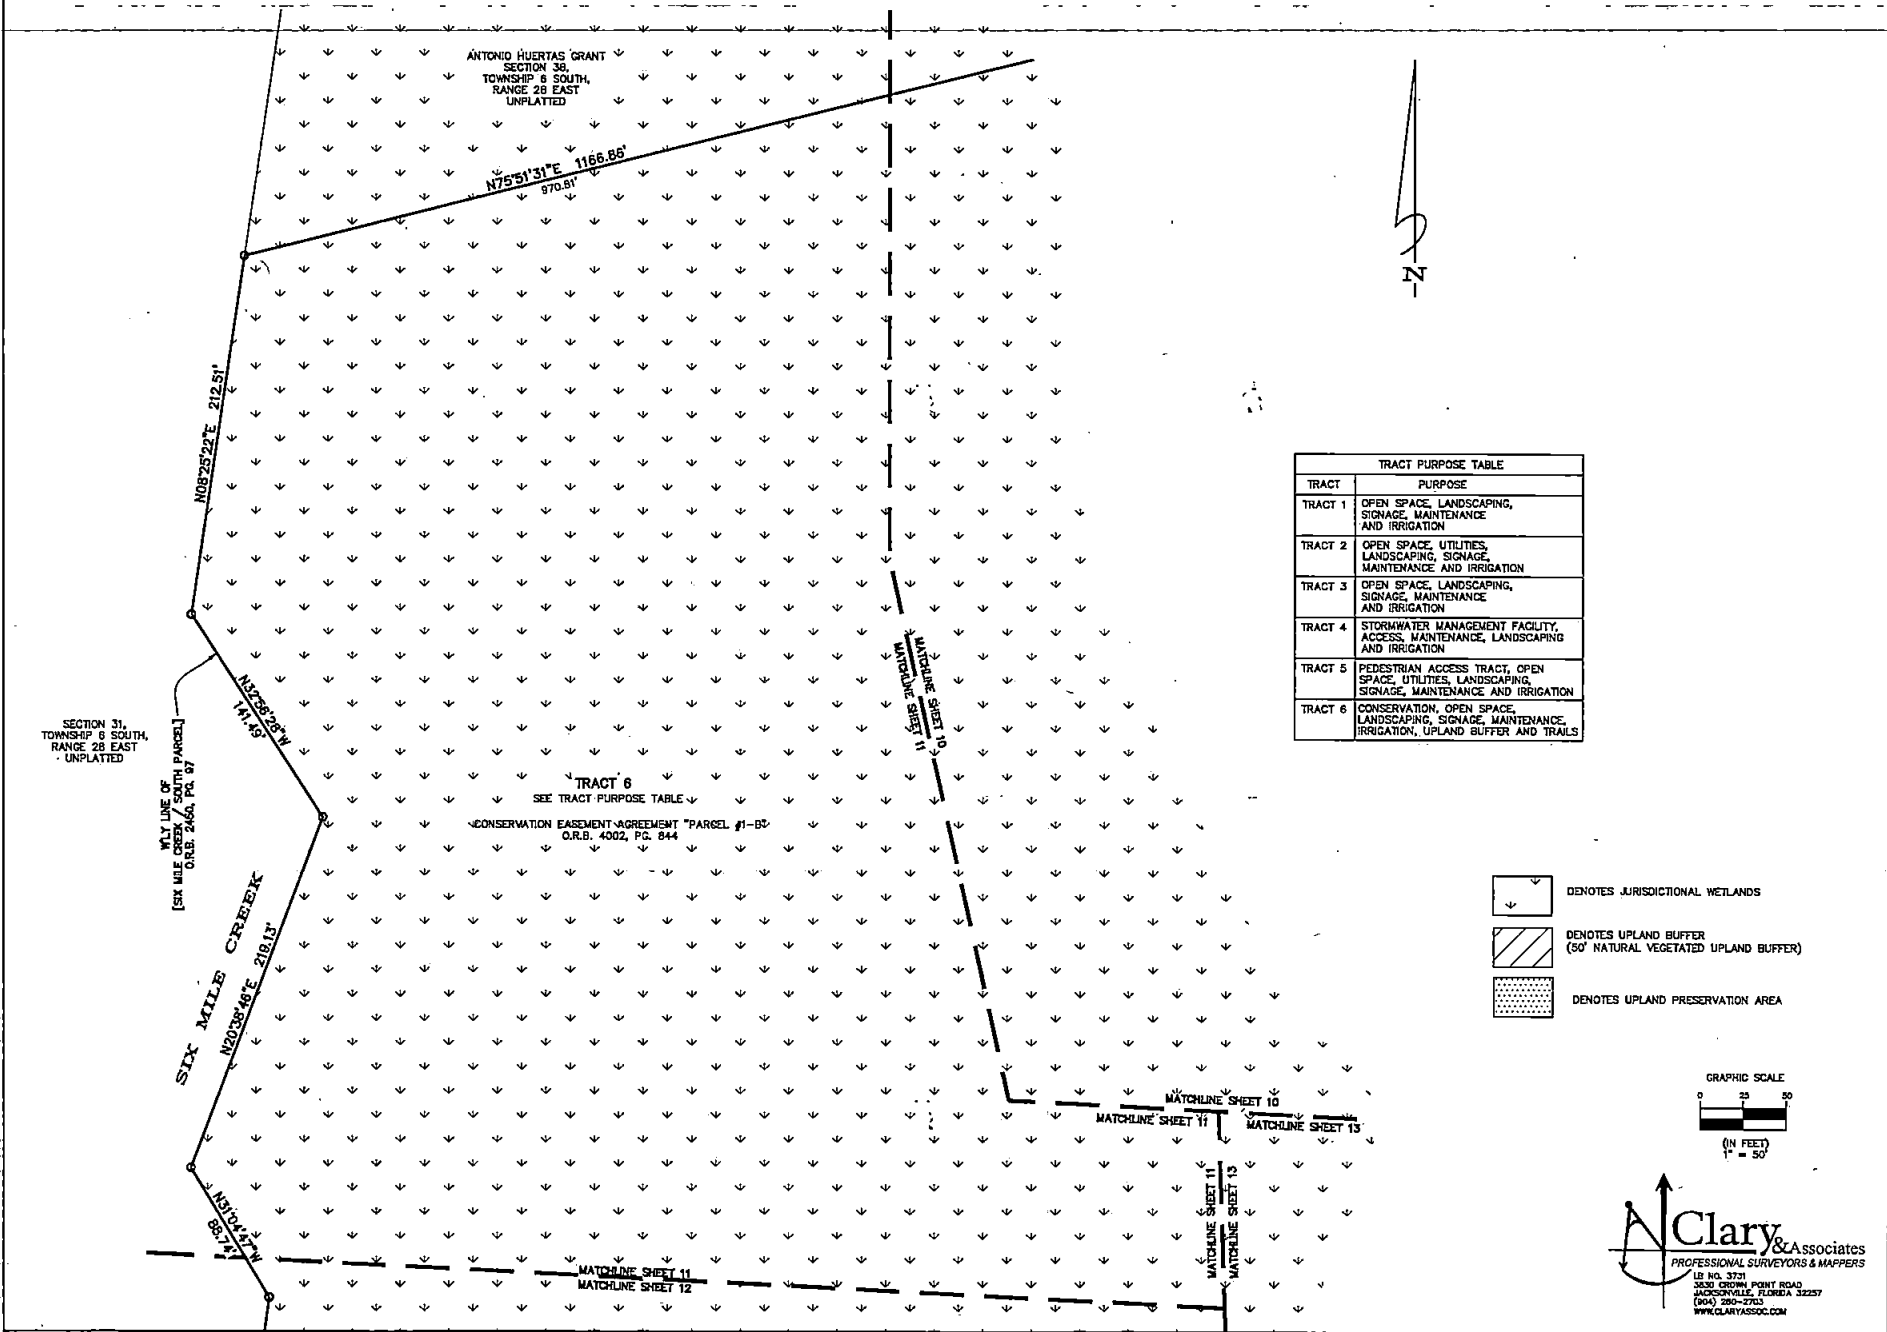 ANTONIO HUERTAS GRANT
SECTION 38,
TOWNSHIP 6 SOUTH,
RANGE 28 EAST
UNPLATTED
N75°51'31"E 1166.86'
970.81'
N08°25'22"E 212.51'
N32°56'28"W
141.49'
SECTION 31,
TOWNSHIP 6 SOUTH,
RANGE 28 EAST
UNPLATTED
W'LY LINE OF
[SIX MILE CREEK / SOUTH PARCEL]
O.R.B. 2460, PG. 97
SIX MILE CREEK
N20°38'46"E 219.13'
N31°04'47"W
88.74'
TRACT 6
SEE TRACT PURPOSE TABLE
CONSERVATION EASEMENT AGREEMENT "PARCEL #1-B"
O.R.B. 4002, PG. 844
MATCHLINE SHEET 10
MATCHLINE SHEET 11
MATCHLINE SHEET 10
MATCHLINE SHEET 11
MATCHLINE SHEET 13
MATCHLINE SHEET 11
MATCHLINE SHEET 13
MATCHLINE SHEET 11
MATCHLINE SHEET 12
N
TRACT PURPOSE TABLE
TRACT PURPOSE
TRACT 1 OPEN SPACE, LANDSCAPING,
SIGNAGE, MAINTENANCE
AND IRRIGATION
TRACT 2 OPEN SPACE, UTILITIES,
LANDSCAPING, SIGNAGE,
MAINTENANCE AND IRRIGATION
TRACT 3 OPEN SPACE, LANDSCAPING,
SIGNAGE, MAINTENANCE
AND IRRIGATION
TRACT 4 STORMWATER MANAGEMENT FACILITY,
ACCESS, MAINTENANCE, LANDSCAPING
AND IRRIGATION
TRACT 5 PEDESTRIAN ACCESS TRACT, OPEN
SPACE, UTILITIES, LANDSCAPING,
SIGNAGE, MAINTENANCE AND IRRIGATION
TRACT 6 CONSERVATION, OPEN SPACE,
LANDSCAPING, SIGNAGE, MAINTENANCE,
IRRIGATION, UPLAND BUFFER AND TRAILS
DENOTES JURISDICTIONAL WETLANDS
DENOTES UPLAND BUFFER
(50' NATURAL VEGETATED UPLAND BUFFER)
DENOTES UPLAND PRESERVATION AREA
GRAPHIC SCALE
0 25 50
(IN FEET)
1" = 50'
Clary & Associates
PROFESSIONAL SURVEYORS & MAPPERS
LB NO. 3731
3830 CROWN POINT ROAD
JACKSONVILLE, FLORIDA 32257
(904) 260-2703
WWW.CLARYASSOC.COM